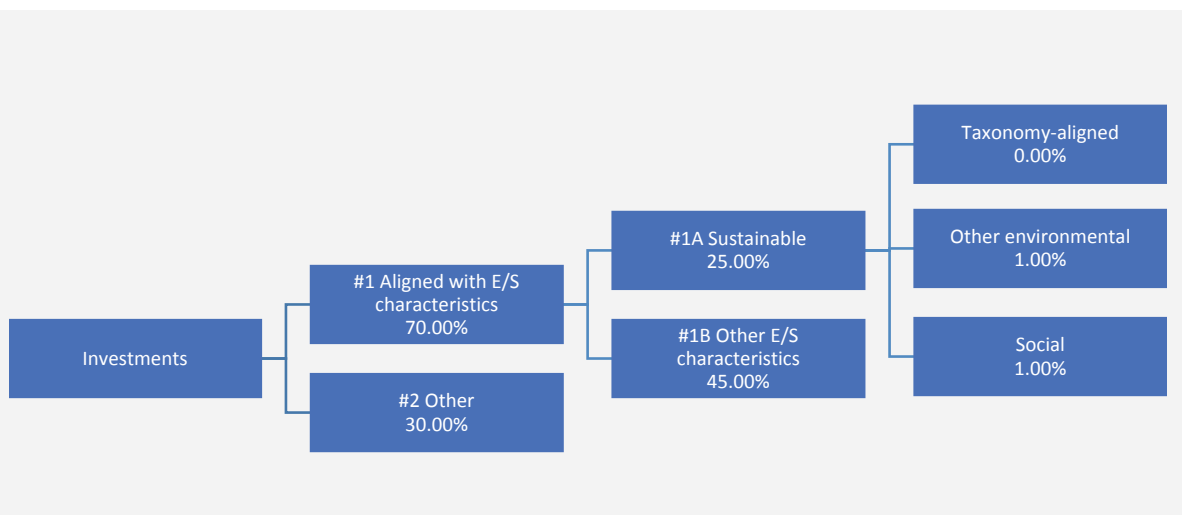 Investments
#1 Aligned with E/S
characteristics
70.00%
#2 Other
30.00%
#1A Sustainable
25.00%
#1B Other E/S
characteristics
45.00%
Taxonomy-aligned
0.00%
Other environmental
1.00%
Social
1.00%